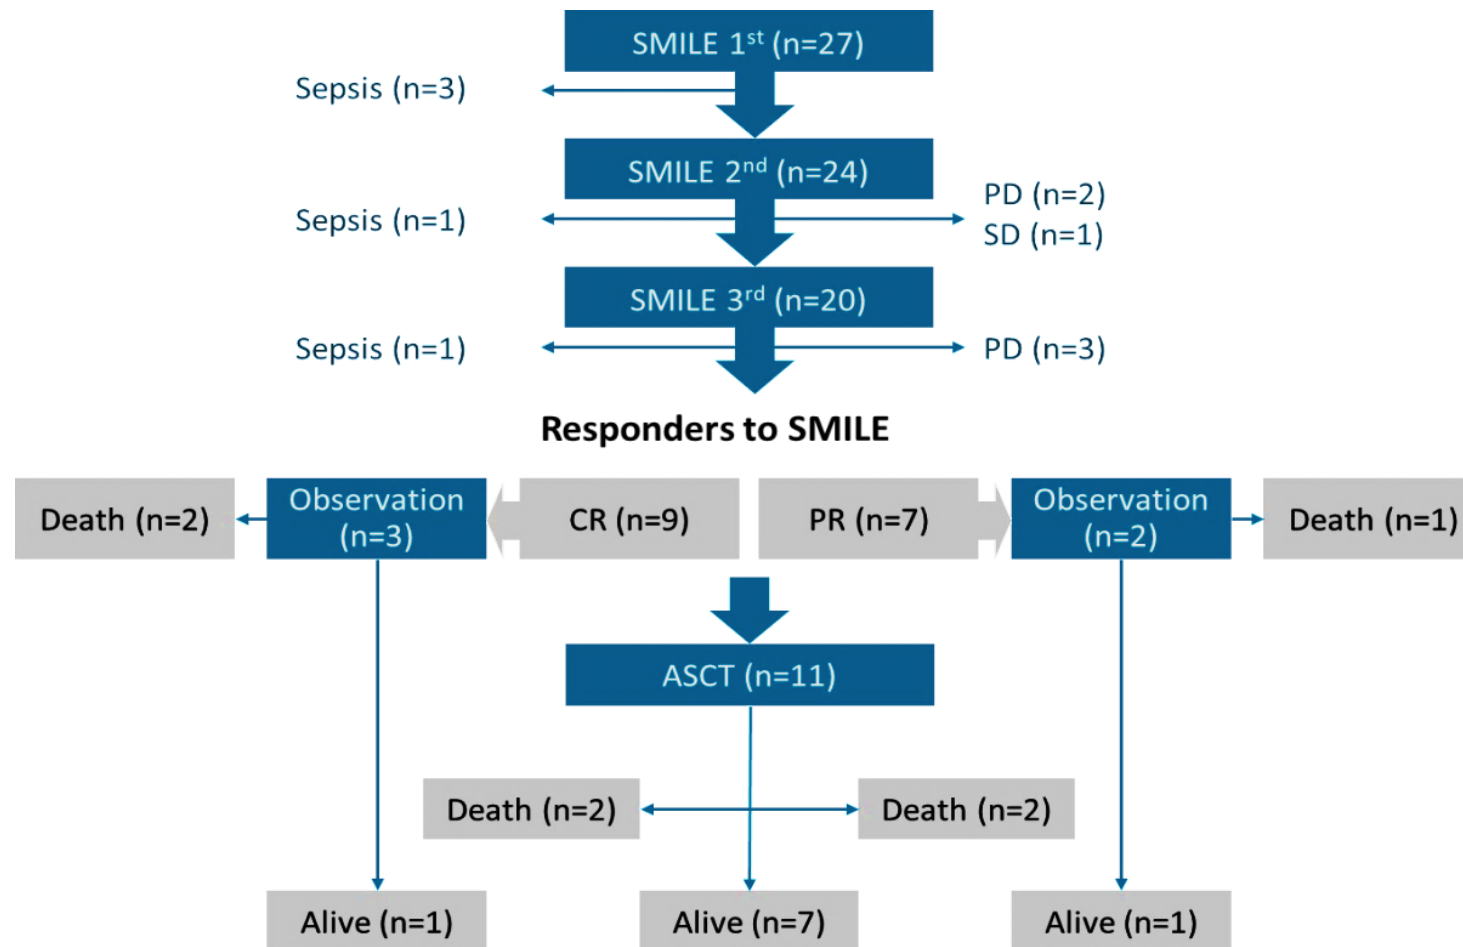 SMILE 1st (n=27)
Sepsis (n=3)
SMILE 2nd (n=24)
Sepsis (n=1)
PD (n=2)
SD (n=1)
SMILE 3rd (n=20)
Sepsis (n=1)
PD (n=3)
Responders to SMILE
Death (n=2)
Observation
(n=3)
CR (n=9)
PR (n=7)
Observation
(n=2)
Death (n=1)
ASCT (n=11)
Death (n=2)
Death (n=2)
Alive (n=1)
Alive (n=7)
Alive (n=1)